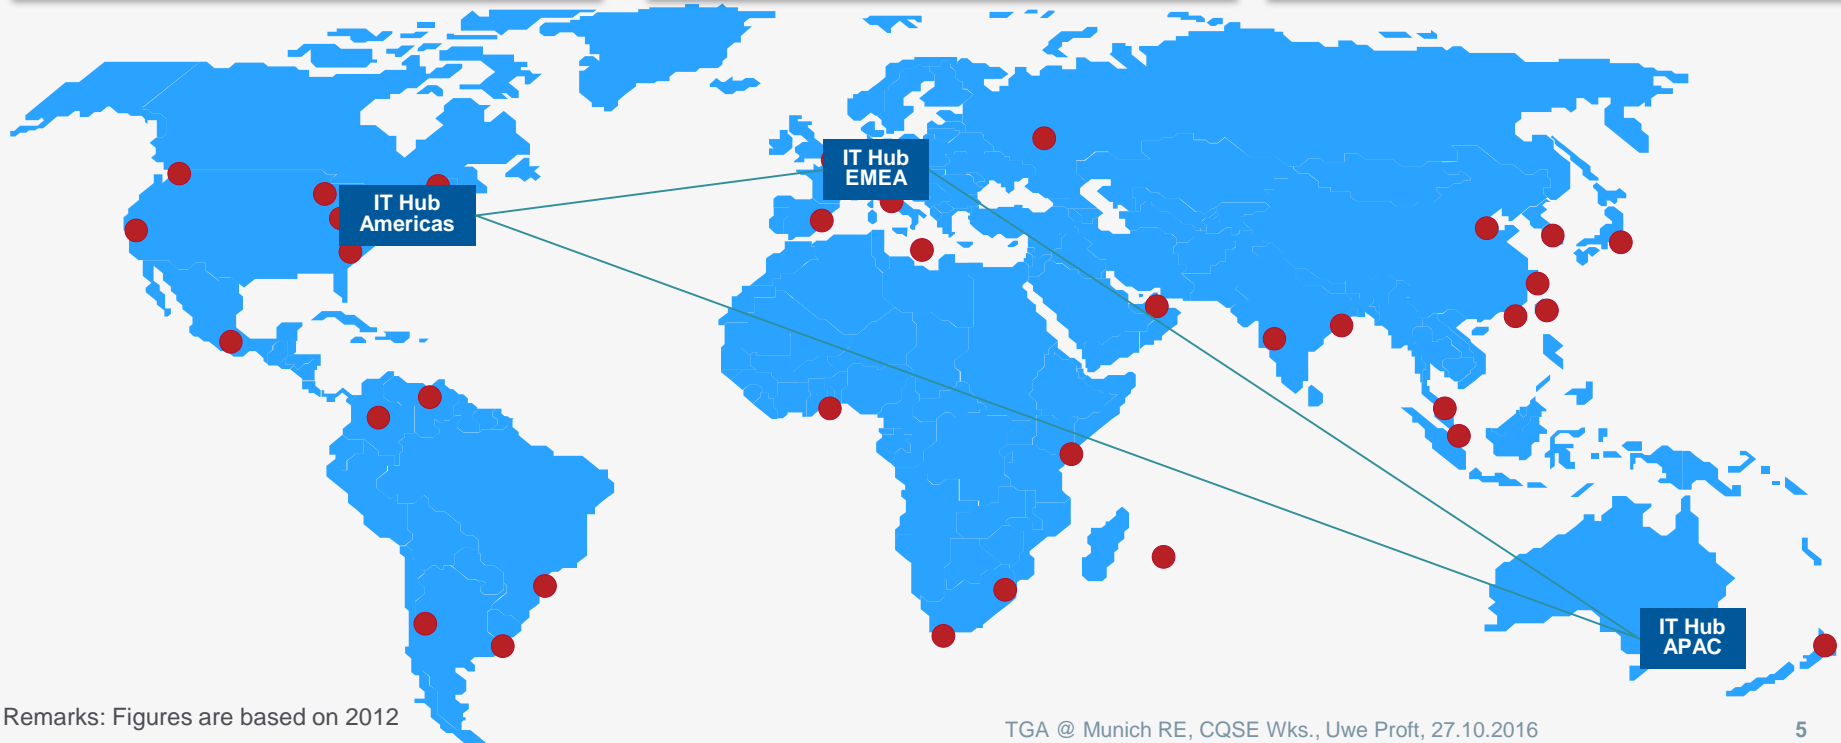 IT Hub
EMEA
IT Hub
Americas
IT Hub
APAC
Remarks: Figures are based on 2012
TGA @ Munich RE, CQSE Wks., Uwe Proft, 27.10.2016
5